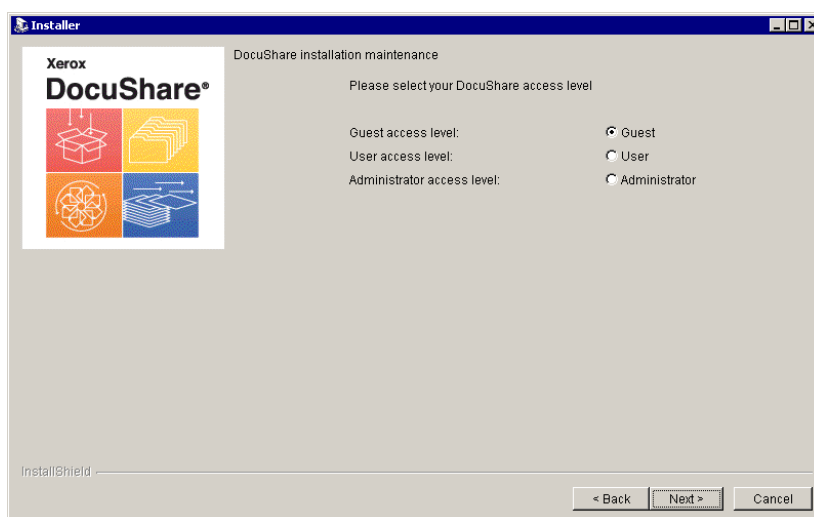 Installer
Xerox
DocuShare®
DocuShare installation maintenance
Please select your DocuShare access level
Guest access level: Guest
User access level: User
Administrator access level: Administrator
InstallShield
< Back Next > Cancel